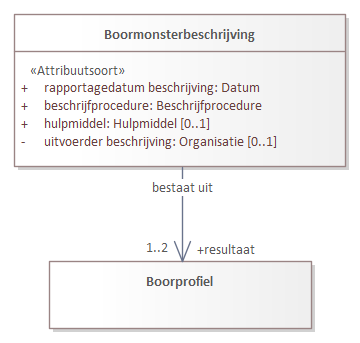 Boormonsterbeschrijving
«Attribuutsoort»
+ rapportagedatum beschrijving: Datum
+ beschrijfprocedure: Beschrijfprocedure
+ hulpmiddel: Hulpmiddel [0..1]
- uitvoerder beschrijving: Organisatie [0..1]
bestaat uit
1..2 +resultaat
Boorprofiel